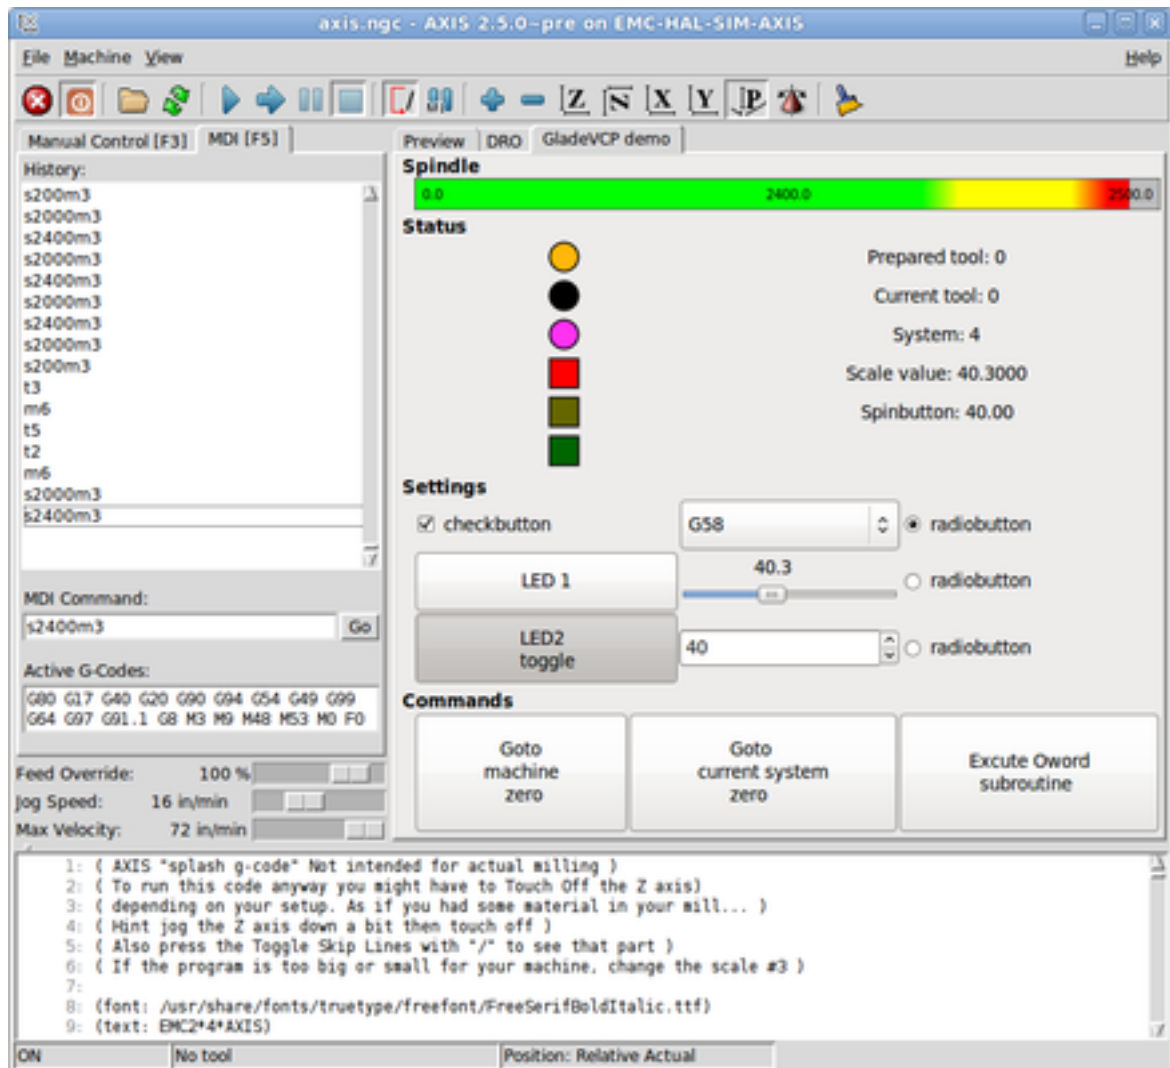 axis.ngc - AXIS 2.5.0~pre on EMC-HAL-SIM-AXIS
File Machine View Help
Z N X Y P
Manual Control [F3] MDI [F5]
Preview DRO GladeVCP demo
History:
s200m3
s2000m3
s2400m3
s2000m3
s2400m3
s2000m3
s2400m3
s2000m3
s200m3
t3
m6
t5
t2
m6
s2000m3
s2400m3
MDI Command:
s2400m3 Go
Active G-Codes:
G80 G17 G40 G20 G90 G94 G54 G49 G99
G64 G97 G91.1 G8 M3 M9 M48 M53 M0 F0
Feed Override: 100 %
Jog Speed: 16 in/min
Max Velocity: 72 in/min
Spindle
0.0 2400.0 2500.0
Status
Prepared tool: 0
Current tool: 0
System: 4
Scale value: 40.3000
Spinbutton: 40.00
Settings
checkbutton G58 radiobutton
LED 1 40.3 radiobutton
LED2
toggle
40 radiobutton
Commands
Goto
machine
zero
Goto
current system
zero
Excute Oword
subroutine
1: ( AXIS "splash g-code" Not intended for actual milling )
2: ( To run this code anyway you might have to Touch Off the Z axis)
3: ( depending on your setup. As if you had some material in your mill... )
4: ( Hint jog the Z axis down a bit then touch off )
5: ( Also press the Toggle Skip Lines with "/" to see that part )
6: ( If the program is too big or small for your machine, change the scale #3 )
7:
8: (font: /usr/share/fonts/truetype/freefont/FreeSerifBoldItalic.ttf)
9: (text: EMC2*4*AXIS)
ON No tool Position: Relative Actual